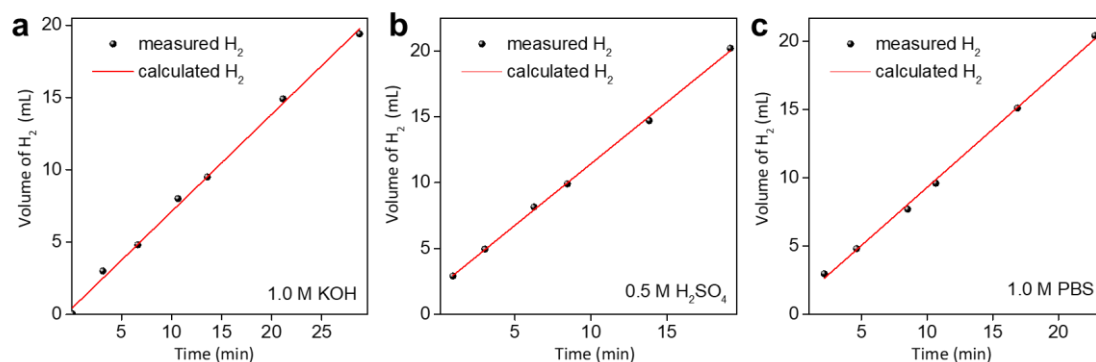 a
measured H₂
calculated H₂
Volume of H₂ (mL)
20
15
10
5
0
5 10 15 20 25
Time (min)
1.0 M KOH
b
measured H₂
calculated H₂
Volume of H₂ (mL)
20
15
10
5
0
5 10 15
Time (min)
0.5 M H₂SO₄
c
measured H₂
calculated H₂
Volume of H₂ (mL)
20
15
10
5
0
5 10 15 20
Time (min)
1.0 M PBS